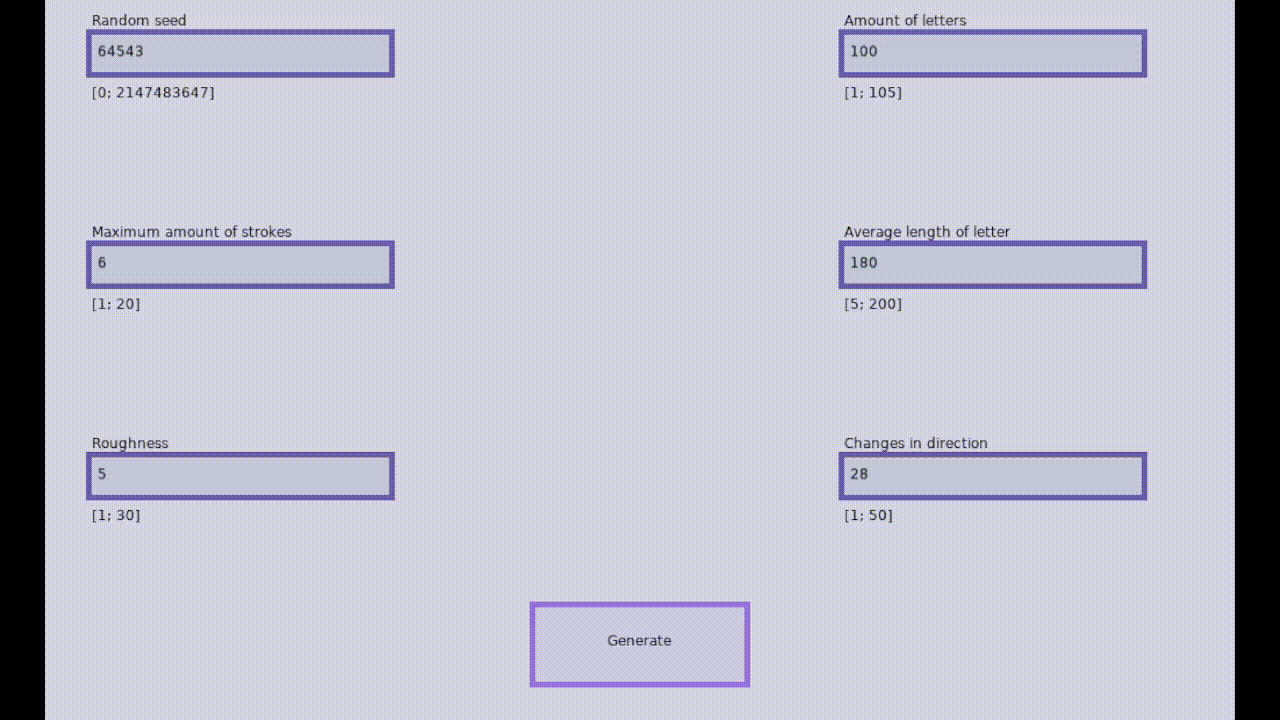 Random seed
64543
[0; 2147483647]
Amount of letters
100
[1; 105]
Maximum amount of strokes
6
[1; 20]
Average length of letter
180
[5; 200]
Roughness
5
[1; 30]
Changes in direction
28
[1; 50]
Generate